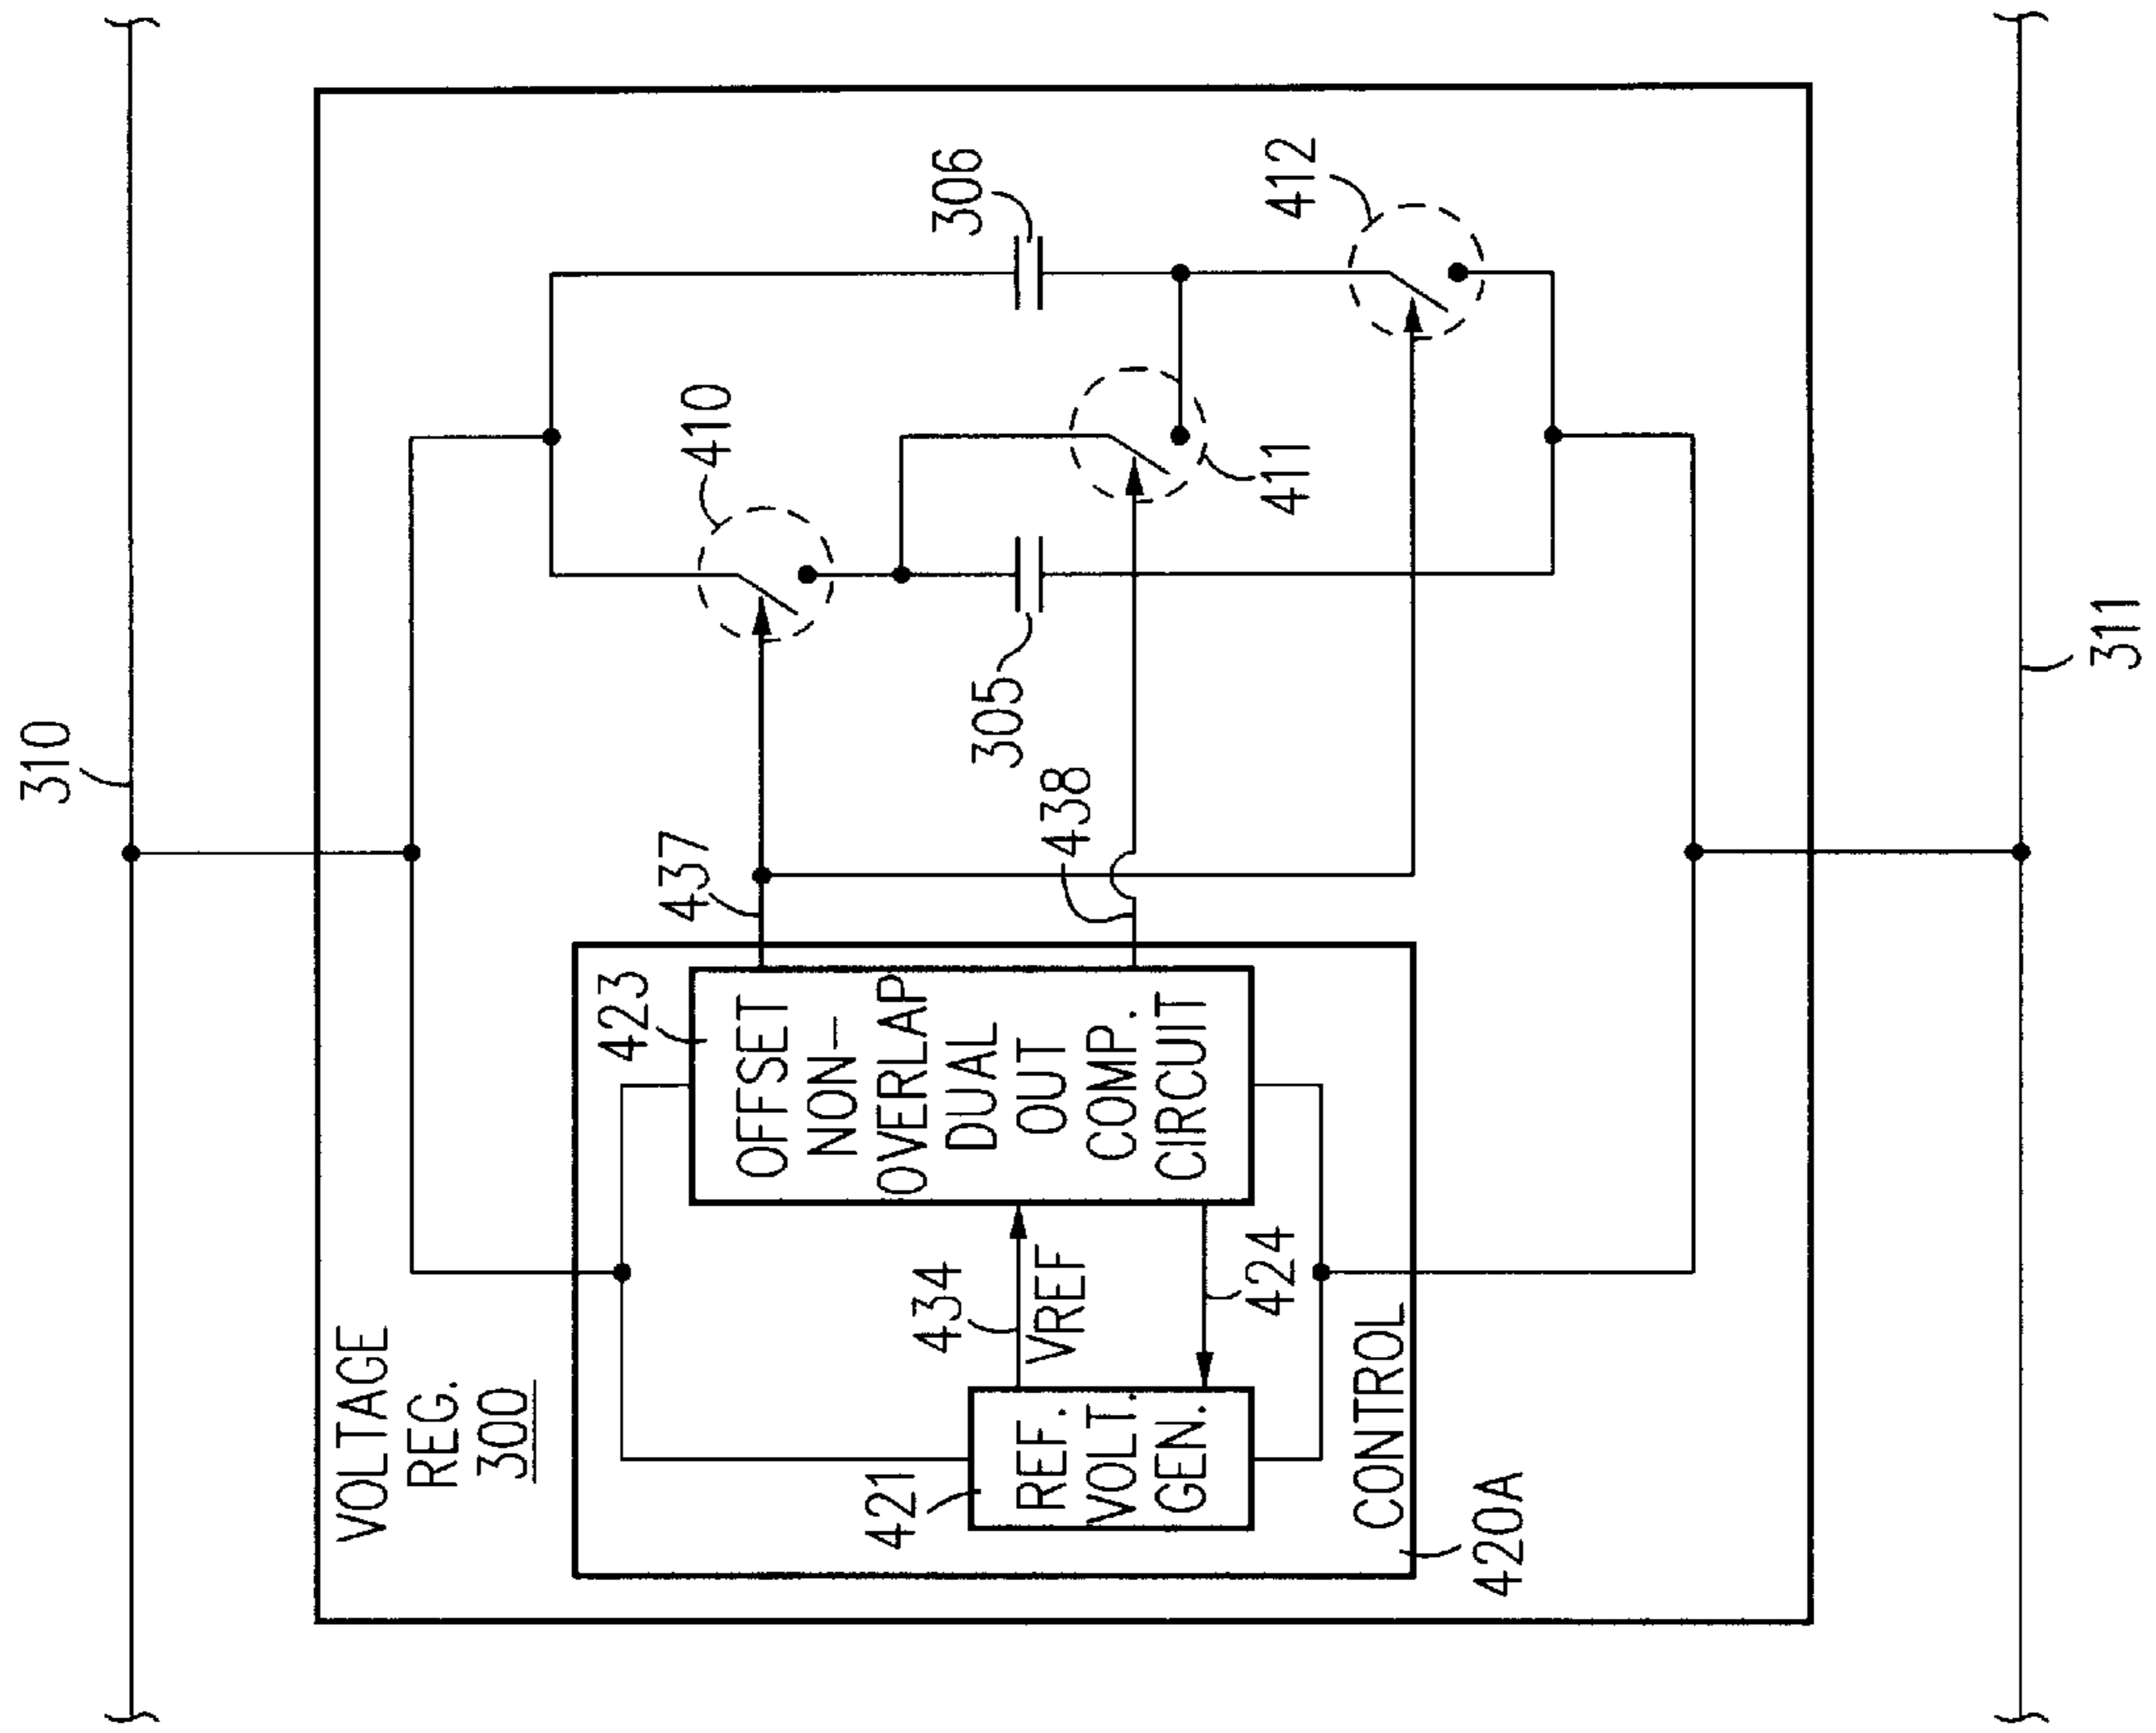 310
VOLTAGE
REG.
300
421
REF.
VOLT.
GEN.
434
VREF
424
423
OFFSET
NON-
OVERLAP
DUAL
OUT
COMP.
CIRCUIT
CONTROL
420A
437
438
410
305
306
411
412
311